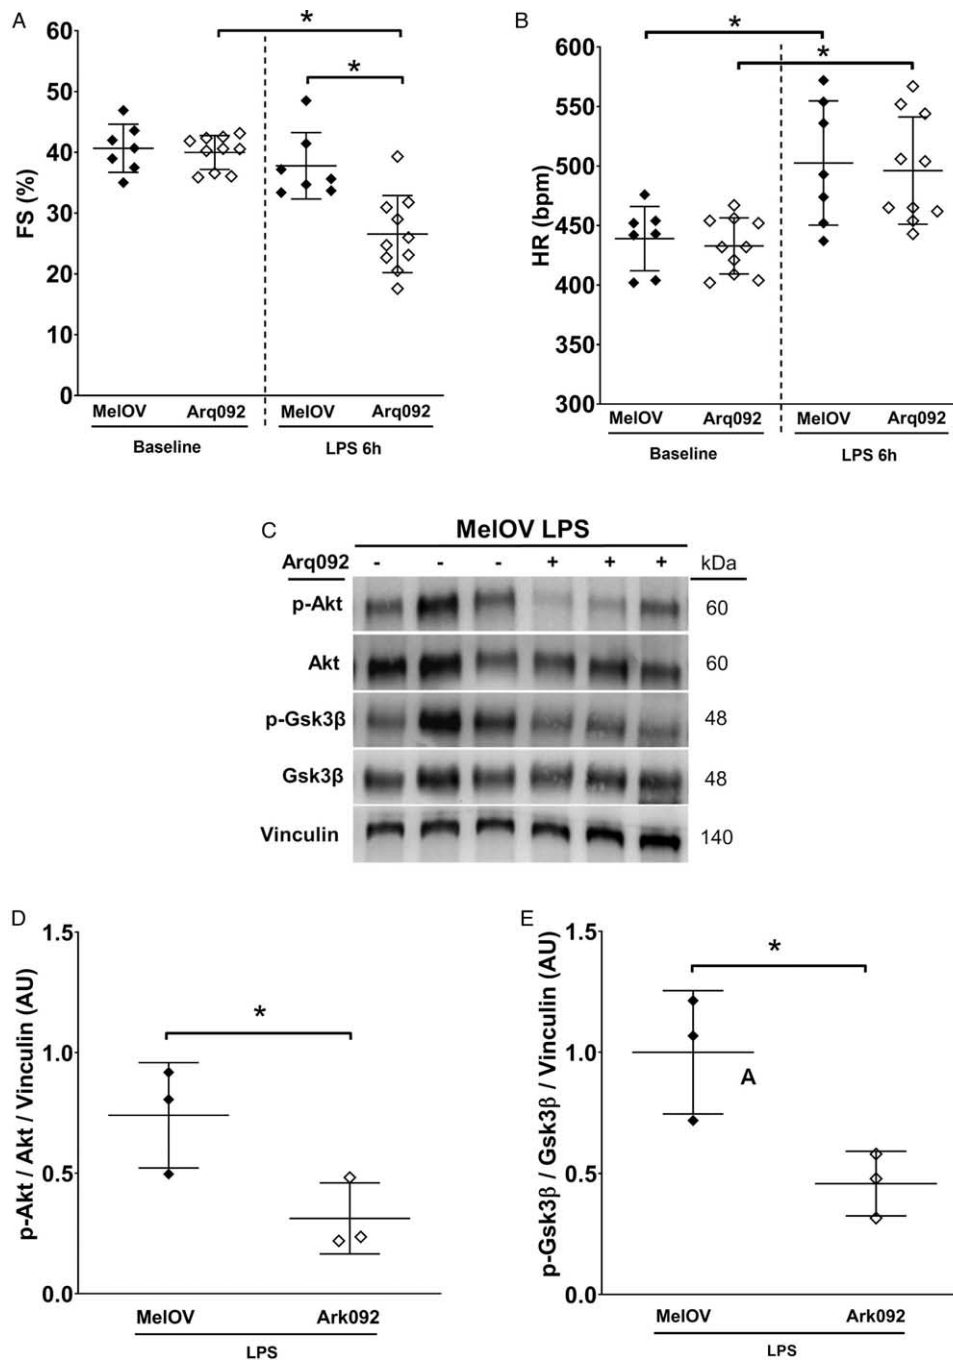 A
FS (%)
60
50
40
30
20
10
0
*
*
MelOV Arq092 MelOV Arq092
Baseline LPS 6h
B
HR (bpm)
600
550
500
450
400
350
300
*
*
MelOV Arq092 MelOV Arq092
Baseline LPS 6h
C
MelOV LPS
Arq092 - - - + + + kDa
p-Akt 60
Akt 60
p-Gsk3β 48
Gsk3β 48
Vinculin 140
D
p-Akt / Akt / Vinculin (AU)
1.5
1.0
0.5
0.0
*
MelOV Ark092
LPS
E
p-Gsk3β / Gsk3β / Vinculin (AU)
1.5
1.0
0.5
0.0
*
A
MelOV Ark092
LPS